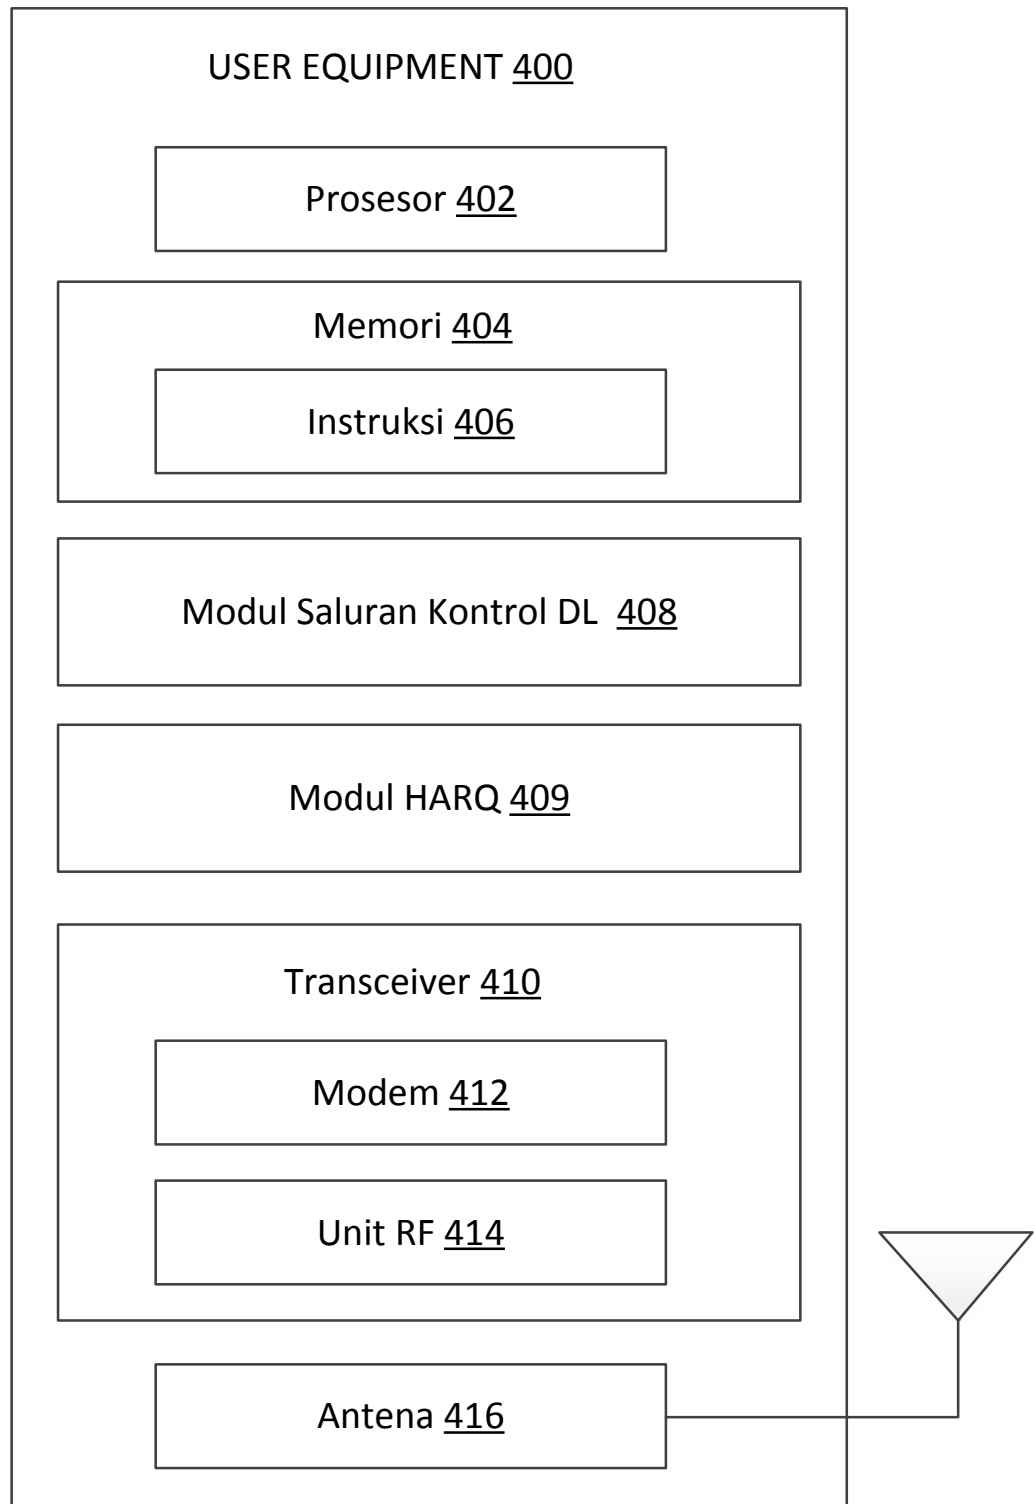 USER EQUIPMENT 400
Prosesor 402
Memori 404
Instruksi 406
Modul Saluran Kontrol DL 408
Modul HARQ 409
Transceiver 410
Modem 412
Unit RF 414
Antena 416